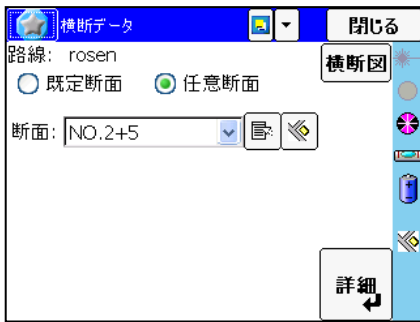 横断データ
閉じる
路線: rosen
横断図
既定断面 任意断面
断面: NO.2+5
詳細